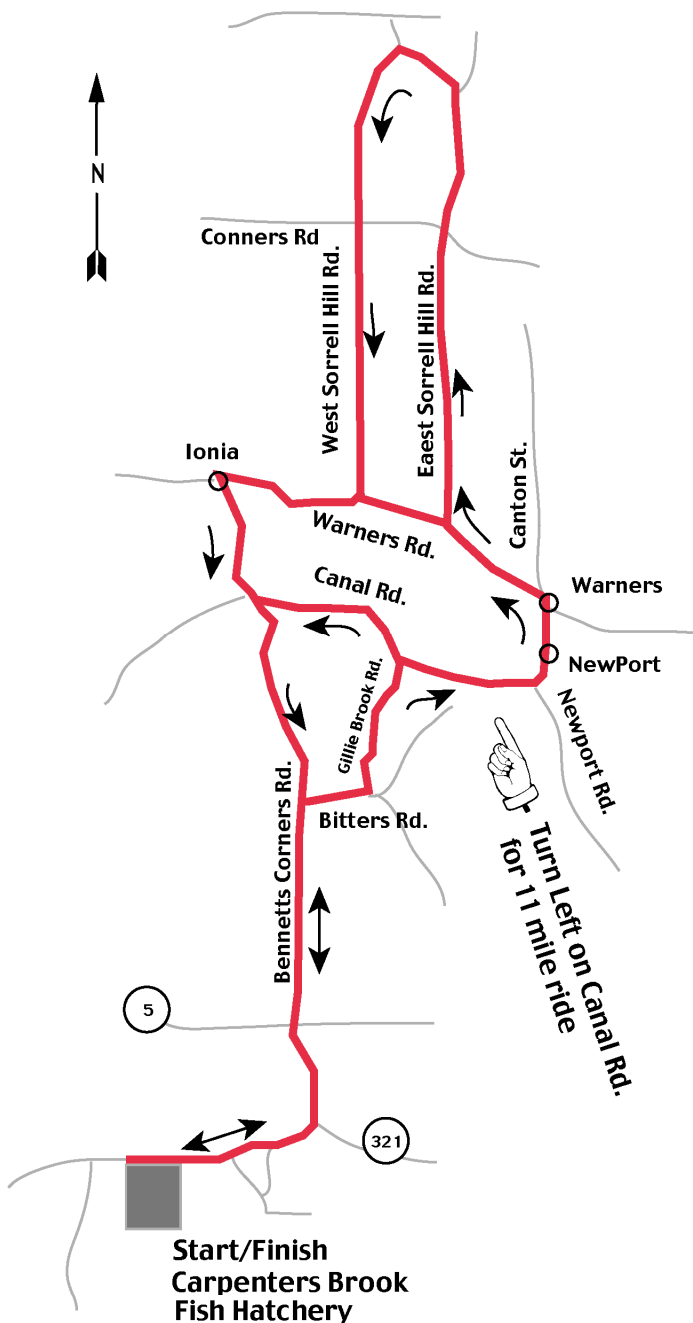 N
Conners Rd
West Sorrell Hill Rd.
Eaest Sorrell Hill Rd.
Canton St.
Ionia
Warners Rd.
Canal Rd.
Warners
NewPort
Gillie Brook Rd.
Newport Rd.
Bennetts Corners Rd.
Bitters Rd.
Turn Left on Canal Rd.
for 11 mile ride
5
321
Start/Finish
Carpenters Brook
Fish Hatchery